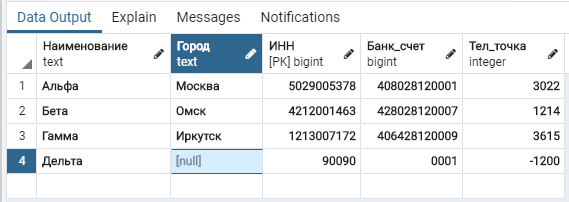 Data Output Explain Messages Notifications
Наименование Город ИНН Банк_счет Тел_точка
text text [PK] bigint bigint integer
1 Альфа Москва 5029005378 408028120001 3022
2 Бета Омск 4212001463 428028120007 1214
3 Гамма Иркутск 1213007172 406428120009 3615
4 Дельта [null] 90090 0001 -1200